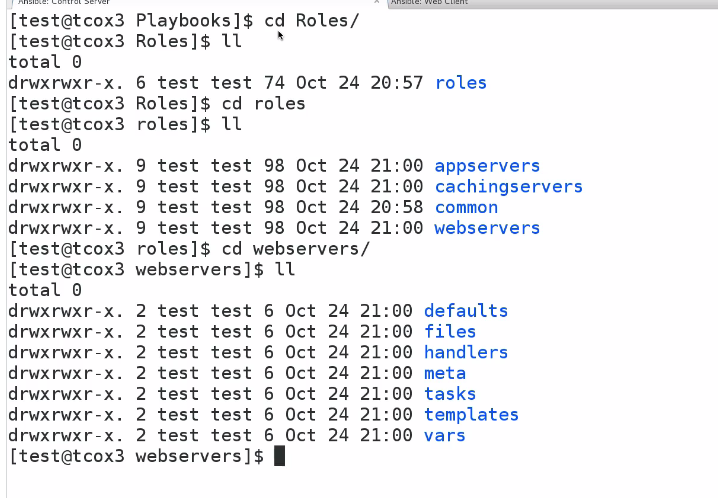 Ansible: Control Server × Ansible: Web Client
[test@tcox3 Playbooks]$ cd Roles/
[test@tcox3 Roles]$ ll
total 0
drwxrwxr-x. 6 test test 74 Oct 24 20:57 roles
[test@tcox3 Roles]$ cd roles
[test@tcox3 roles]$ ll
total 0
drwxrwxr-x. 9 test test 98 Oct 24 21:00 appservers
drwxrwxr-x. 9 test test 98 Oct 24 21:00 cachingservers
drwxrwxr-x. 9 test test 98 Oct 24 20:58 common
drwxrwxr-x. 9 test test 98 Oct 24 21:00 webservers
[test@tcox3 roles]$ cd webservers/
[test@tcox3 webservers]$ ll
total 0
drwxrwxr-x. 2 test test 6 Oct 24 21:00 defaults
drwxrwxr-x. 2 test test 6 Oct 24 21:00 files
drwxrwxr-x. 2 test test 6 Oct 24 21:00 handlers
drwxrwxr-x. 2 test test 6 Oct 24 21:00 meta
drwxrwxr-x. 2 test test 6 Oct 24 21:00 tasks
drwxrwxr-x. 2 test test 6 Oct 24 21:00 templates
drwxrwxr-x. 2 test test 6 Oct 24 21:00 vars
[test@tcox3 webservers]$